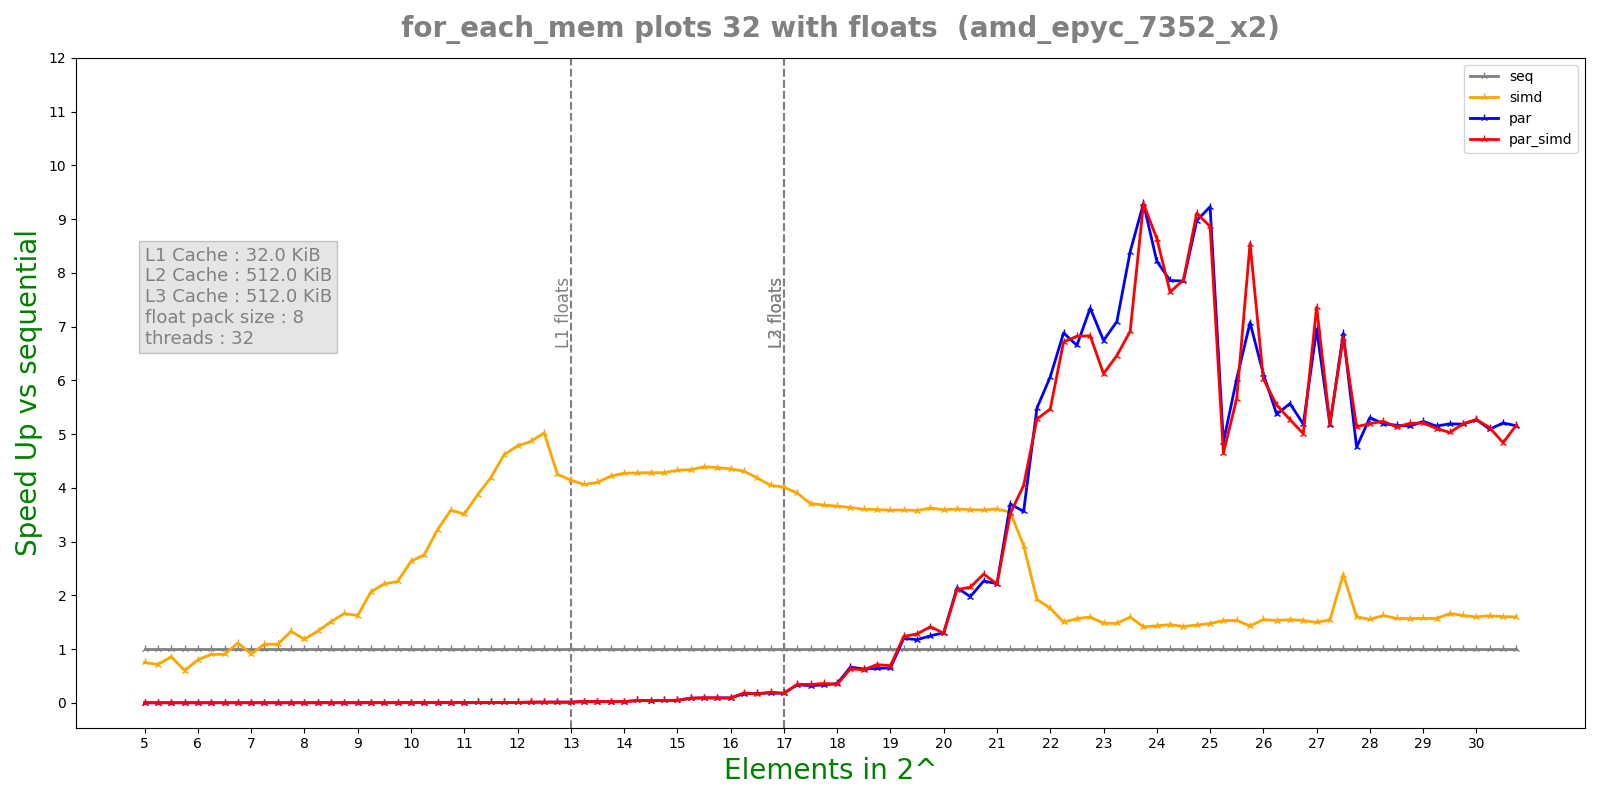 for_each_mem plots 32 with floats (amd_epyc_7352_x2)
12
11
10
9
8
7
6
5
4
3
2
1
0
Speed Up vs sequential
seq
simd
par
par_simd
L1 Cache : 32.0 KiB
L2 Cache : 512.0 KiB
L3 Cache : 512.0 KiB
float pack size : 8
threads : 32
L1 floats
floats
5 6 7 8 9 10 11 12 13 14 15 16 17 18 19 20 21 22 23 24 25 26 27 28 29 30
Elements in 2^